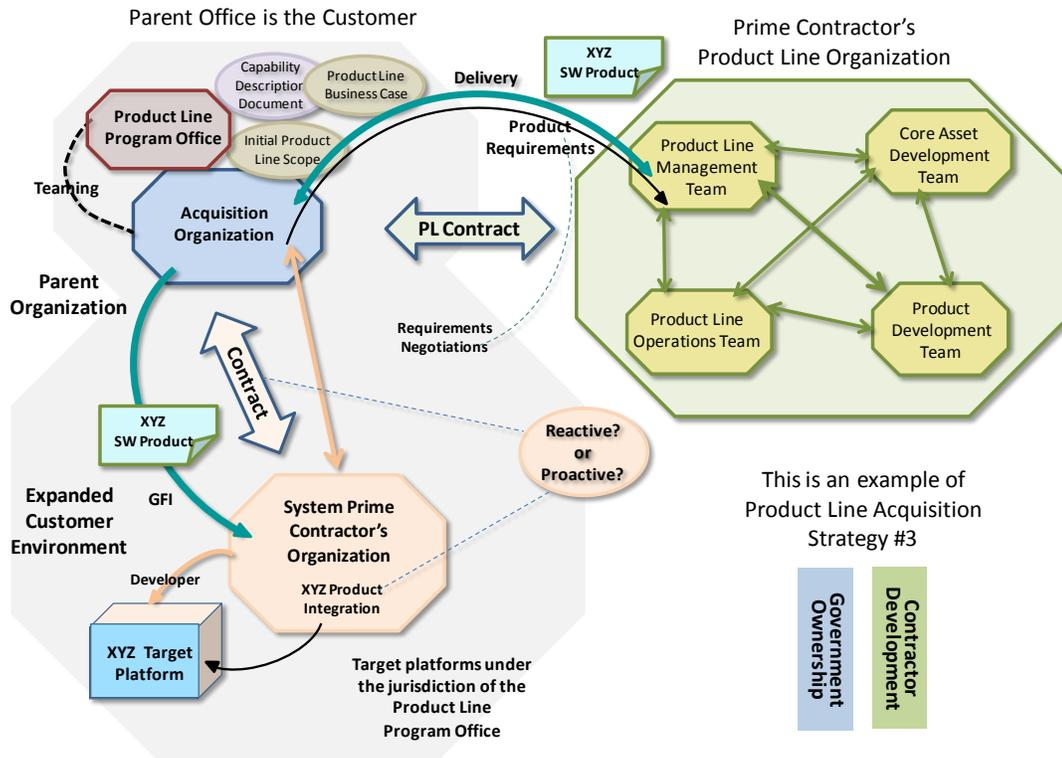 Parent Office is the Customer
Prime Contractor's
Product Line Organization
XYZ
SW Product
Delivery
Capability
Description
Document
Product Line
Business Case
Product Line
Program Office
Initial Product
Line Scope
Product
Requirements
Product Line
Management
Team
Core Asset
Development
Team
Teaming
Acquisition
Organization
PL Contract
Parent
Organization
Requirements
Negotiations
Product Line
Operations Team
Product
Development
Team
Contract
XYZ
SW Product
Reactive?
or
Proactive?
Expanded
Customer
Environment
GFI
System Prime
Contractor's
Organization
XYZ Product
Integration
This is an example of
Product Line Acquisition
Strategy #3
Developer
XYZ Target
Platform
Target platforms under
the jurisdiction of the
Product Line
Program Office
Government
Ownership
Contractor
Development